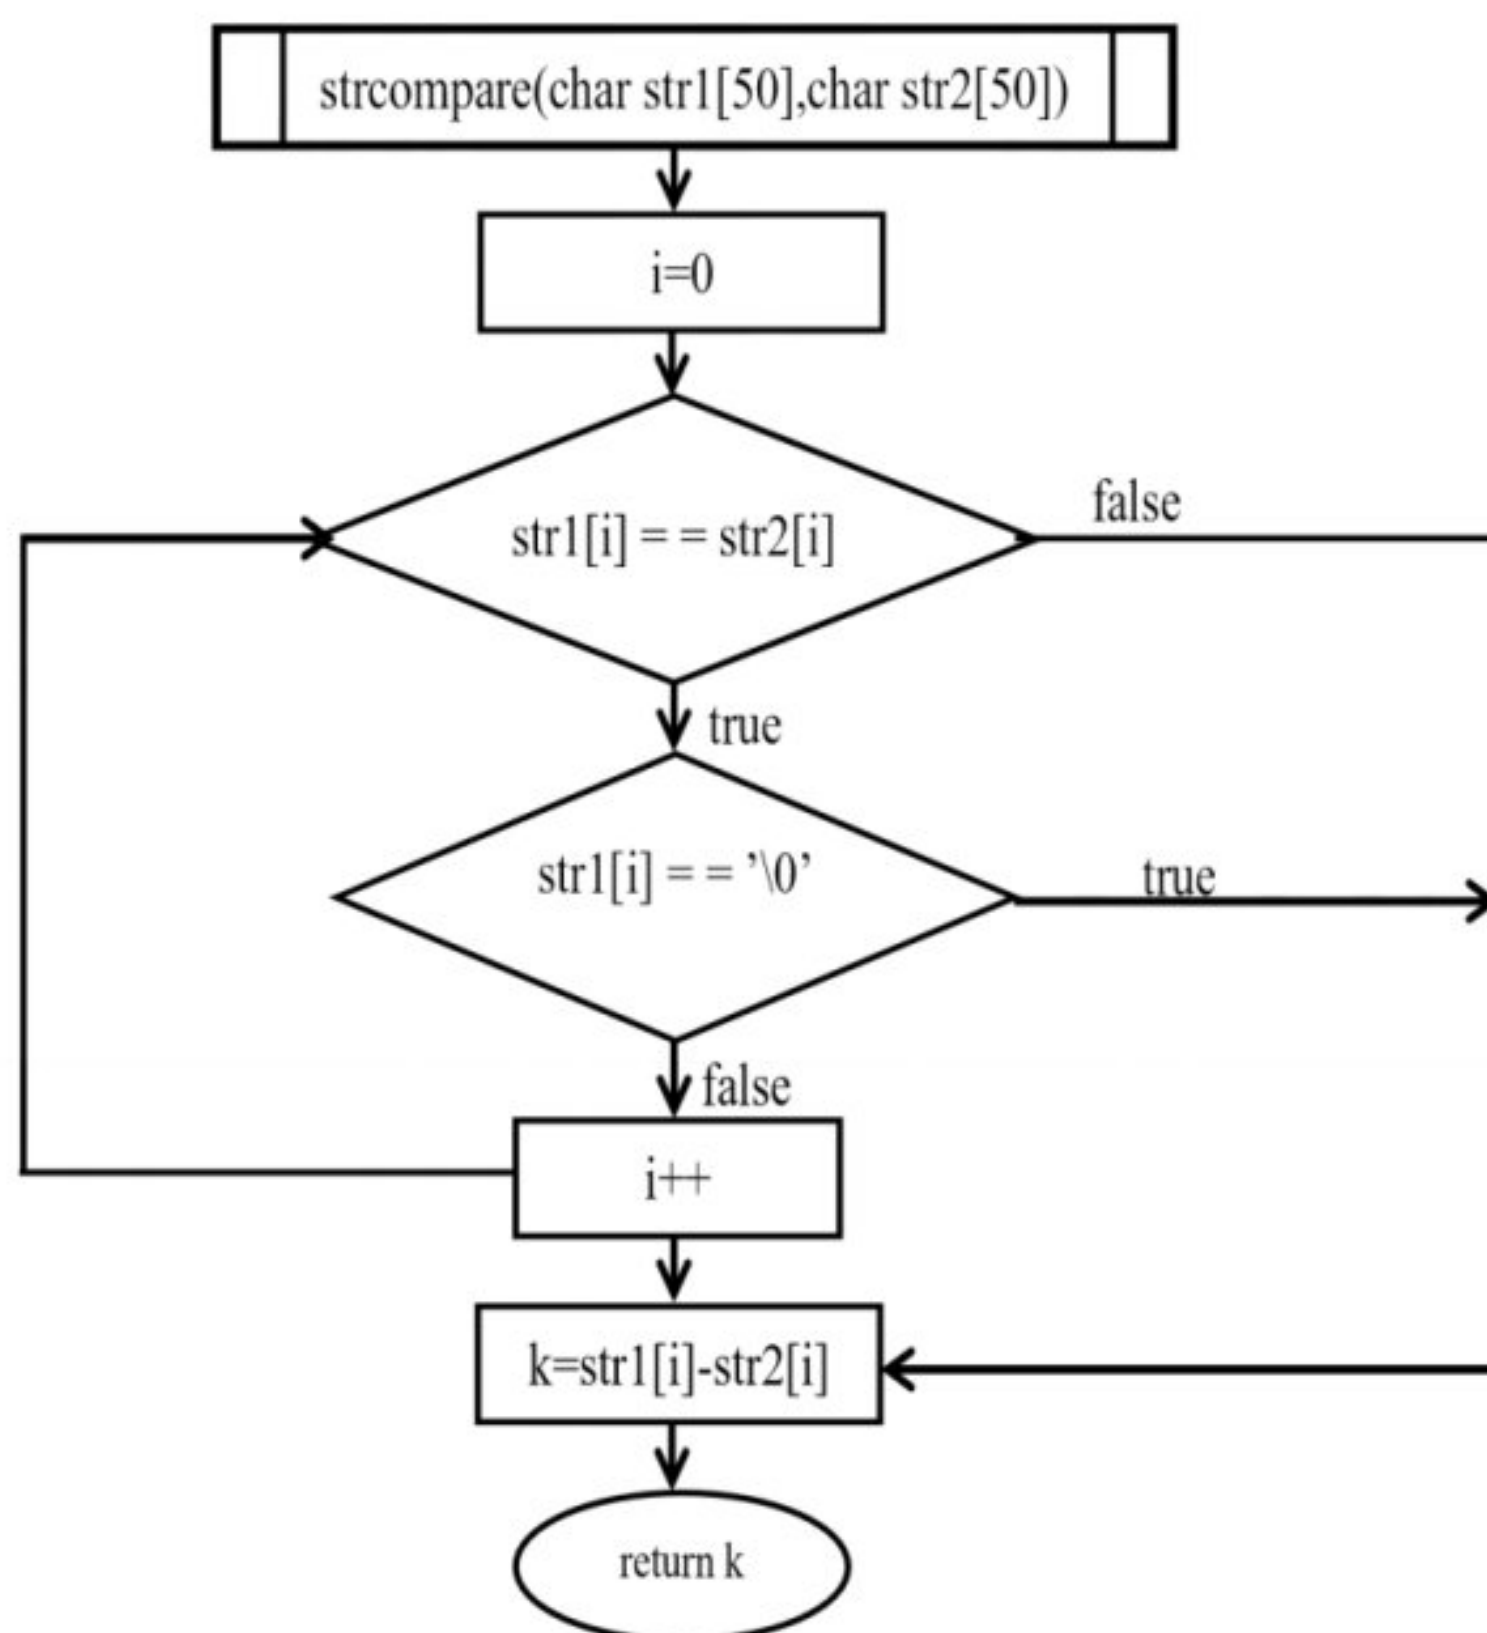 strcompare(char str1[50],char str2[50])
i=0
false
str1[i] = = str2[i]
true
str1[i] = = ’\0’
true
false
i++
k=str1[i]-str2[i]
return k